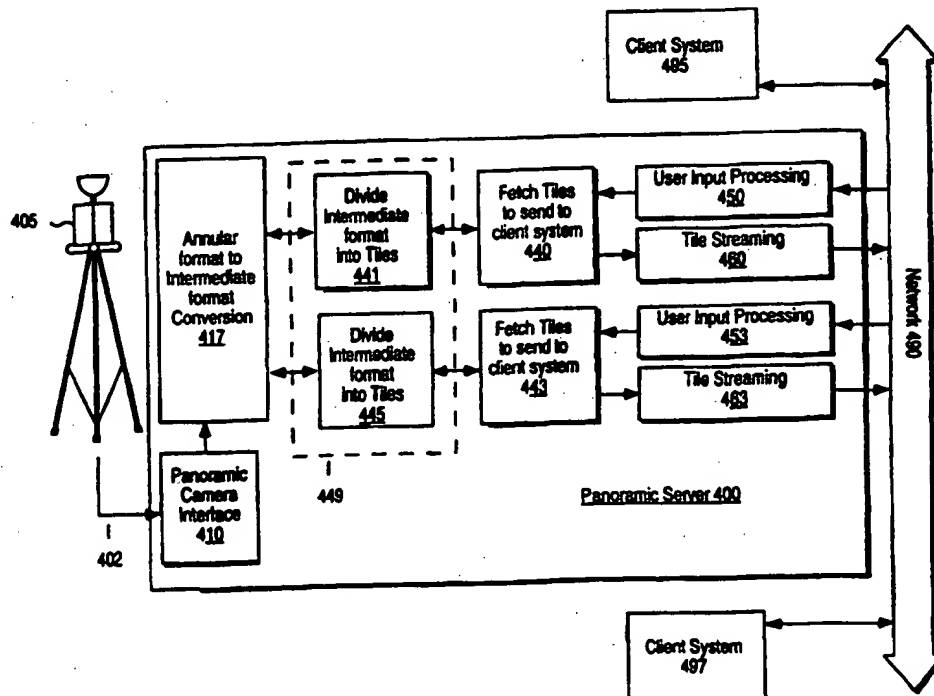 Client System
495
405
Annular
format to
Intermediate
format
Conversion
417
Divide
Intermediate
format
into Tiles
441
Fetch Tiles
to send to
client system
440
User Input Processing
450
Tile Streaming
460
Divide
Intermediate
format
into Tiles
445
Fetch Tiles
to send to
client system
443
User Input Processing
453
Tile Streaming
463
Network 490
Panoramic
Camera
Interface
410
402
449
Panoramic Server 400
Client System
497